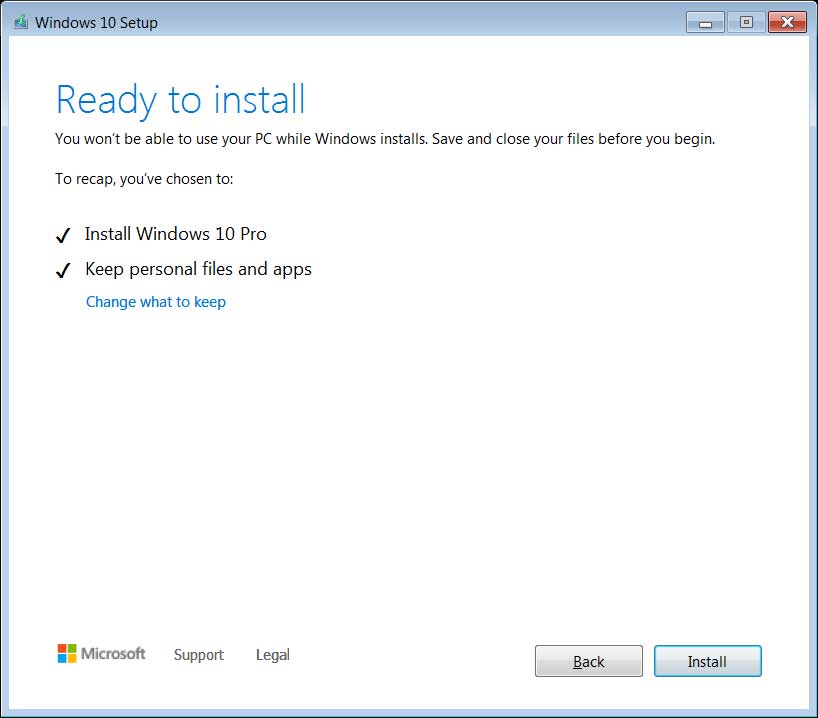 Windows 10 Setup
Ready to install
You won't be able to use your PC while Windows installs. Save and close your files before you begin.
To recap, you've chosen to:
Install Windows 10 Pro
Keep personal files and apps
Change what to keep
Microsoft Support Legal
Back Install